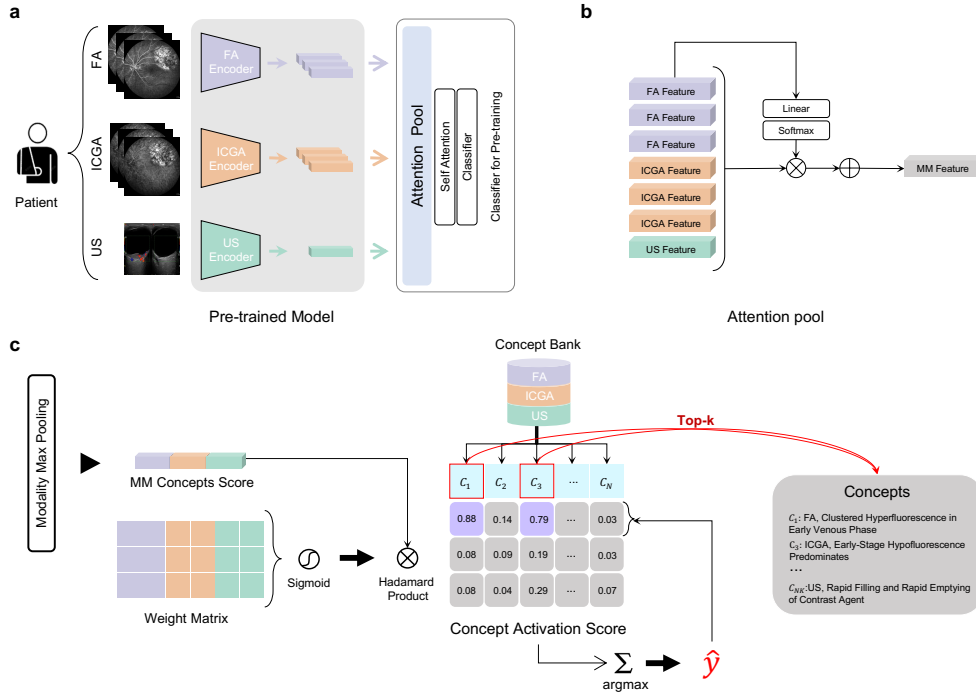 a
FA
ICGA
US
Patient
FA
Encoder
ICGA
Encoder
US
Encoder
Attention Pool
Self Attention
Classifier
Classifier for Pre-training
Pre-trained Model
b
FA Feature
FA Feature
FA Feature
ICGA Feature
ICGA Feature
ICGA Feature
US Feature
Linear
Softmax
MM Feature
Attention pool
c
Modality Max Pooling
MM Concepts Score
Weight Matrix
Sigmoid
Hadamard
Product
Concept Bank
FA
ICGA
US
Top-k
C₁ C₂ C₃ ... C_N
0.88 0.14 0.79 ... 0.03
0.08 0.09 0.19 ... 0.03
0.08 0.04 0.29 ... 0.07
Concept Activation Score
∑
argmax
ŷ
Concepts
C₁: FA, Clustered Hyperfluorescence in
Early Venous Phase
C₃: ICGA, Early-Stage Hypofluorescence
Predominates
...
C_NK:US, Rapid Filling and Rapid Emptying
of Contrast Agent